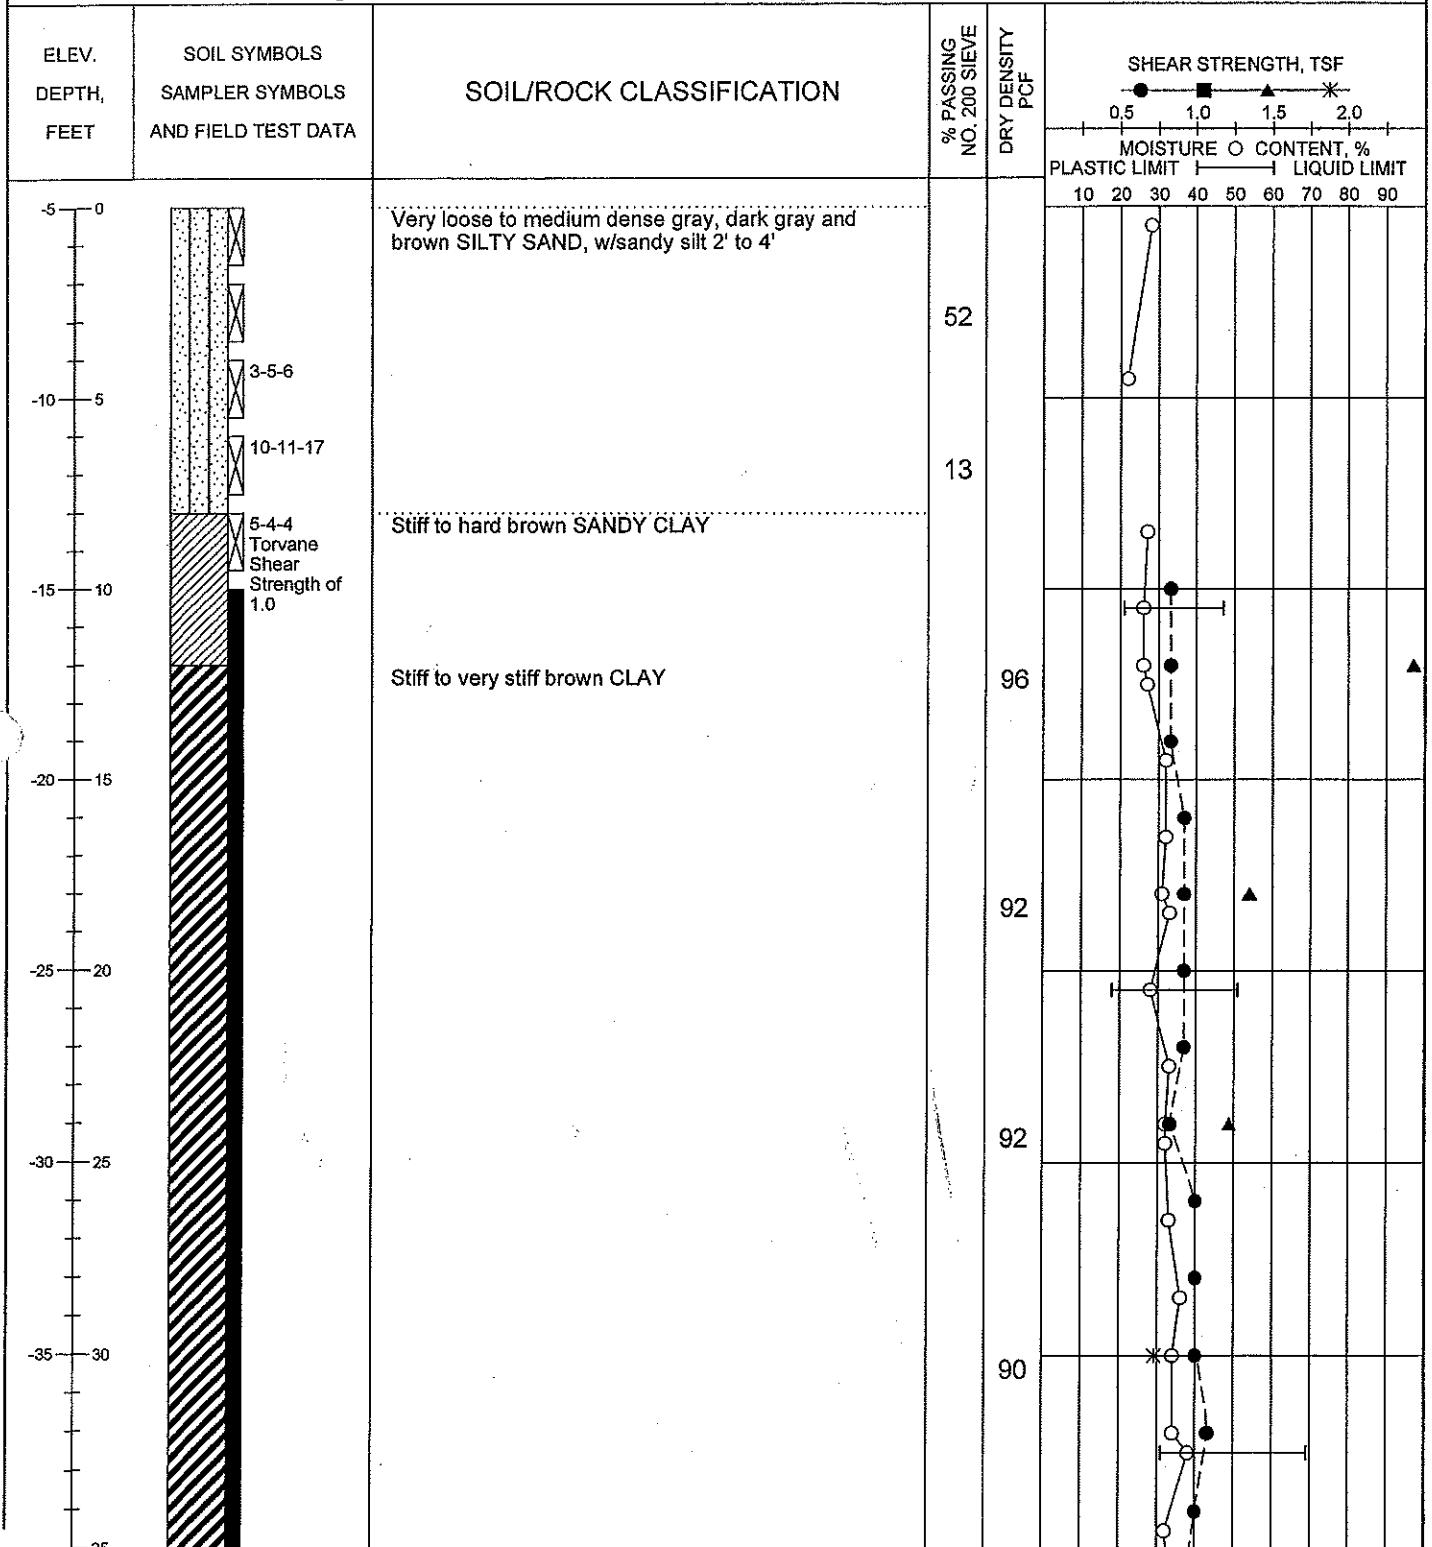 ELEV.
DEPTH,
FEET
SOIL SYMBOLS
SAMPLER SYMBOLS
AND FIELD TEST DATA
SOIL/ROCK CLASSIFICATION
% PASSING
NO. 200 SIEVE
DRY DENSITY
PCF
SHEAR STRENGTH, TSF
0.5 1.0 1.5 2.0
MOISTURE CONTENT, %
PLASTIC LIMIT LIQUID LIMIT
10 20 30 40 50 60 70 80 90
-5 0
Very loose to medium dense gray, dark gray and
brown SILTY SAND, w/sandy silt 2' to 4'
52
3-5-6
-10 5
10-11-17
13
5-4-4
Torvane
Shear
Strength of
1.0
Stiff to hard brown SANDY CLAY
-15 10
Stiff to very stiff brown CLAY
96
-20 15
92
-25 20
92
-30 25
-35 30
90